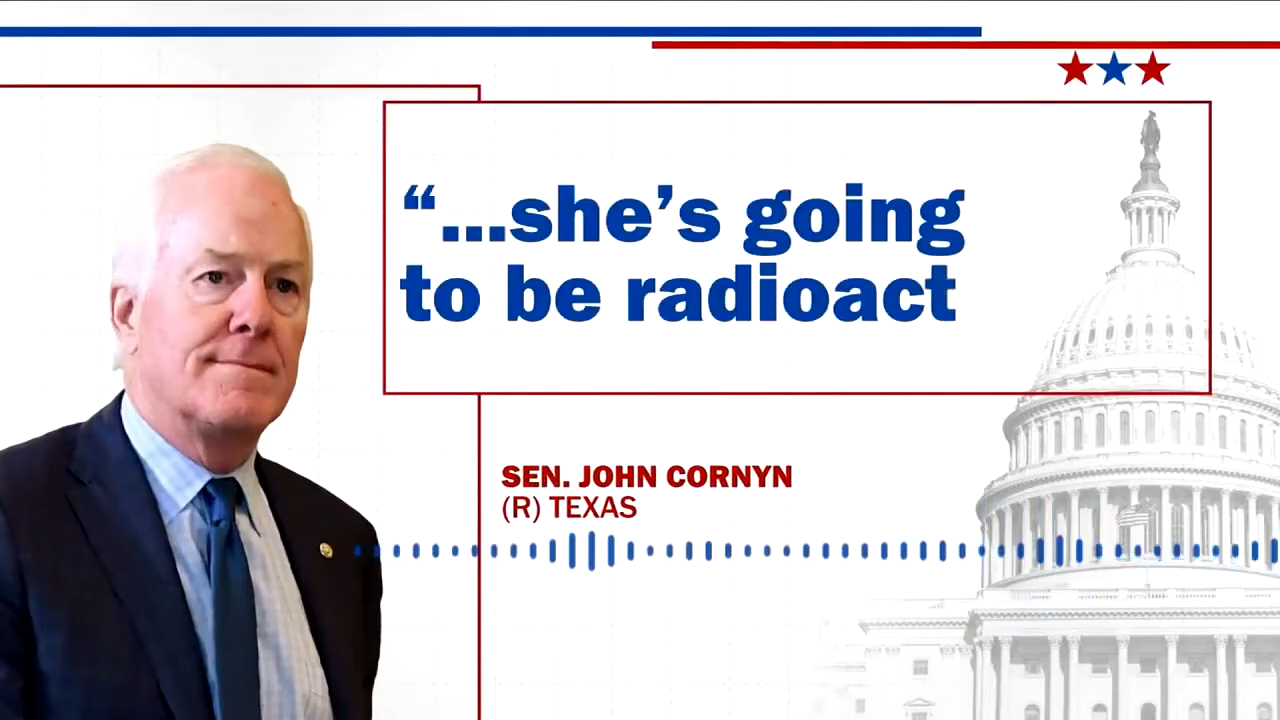 “...she’s going
to be radioact
SEN. JOHN CORNYN
(R) TEXAS